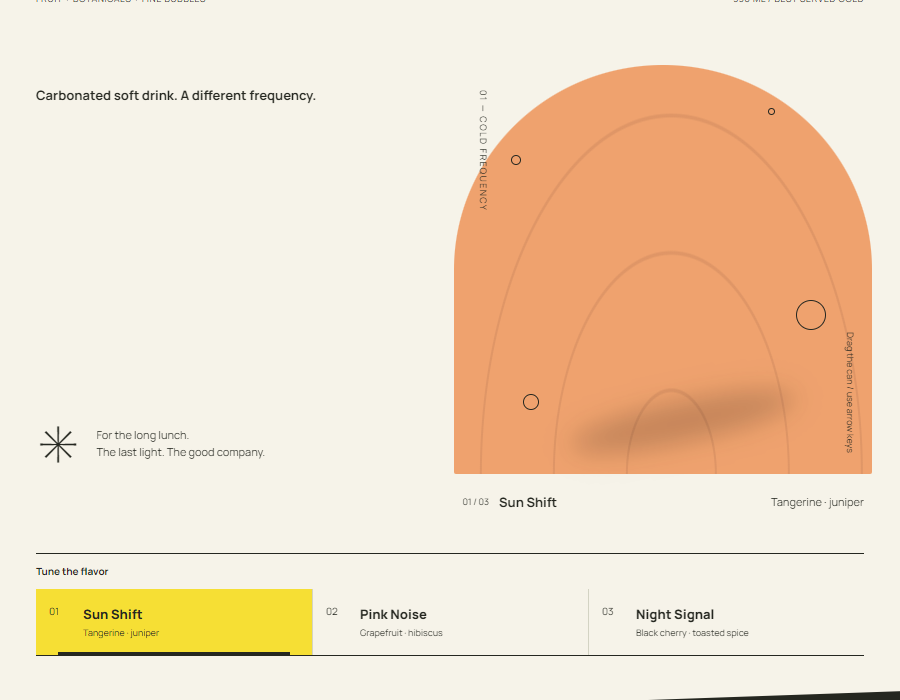 Carbonated soft drink. A different frequency.
01 — COLD FREQUENCY
Drag the can / use arrow keys
For the long lunch.
The last light. The good company.
01 / 03 Sun Shift
Tangerine · juniper
Tune the flavor
01 Sun Shift
Tangerine · juniper
02 Pink Noise
Grapefruit · hibiscus
03 Night Signal
Black cherry · toasted spice